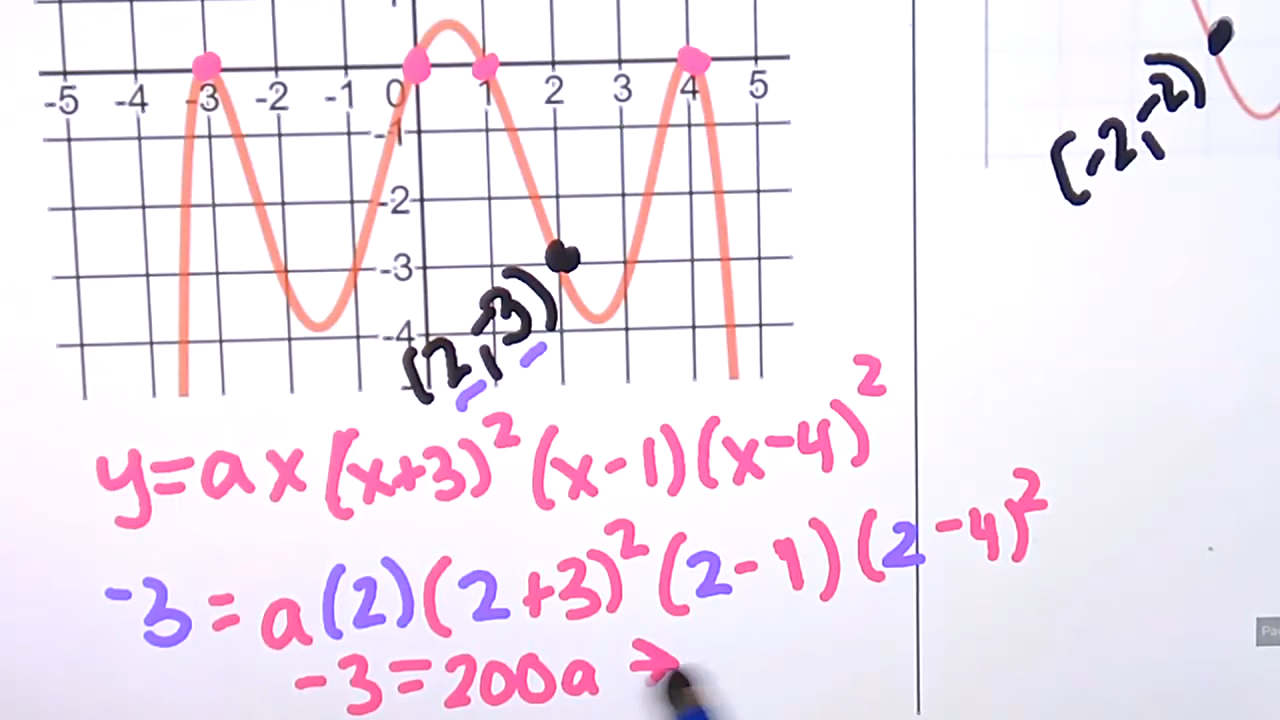 -5 -4 -3 -2 -1 0 1 2 3 4 5
-1
-2
-3
-4
(2,-3)
(-2,-2)
y=ax(x+3)²(x-1)(x-4)²
-3=a(2)(2+3)²(2-1)(2-4)²
-3=200a →